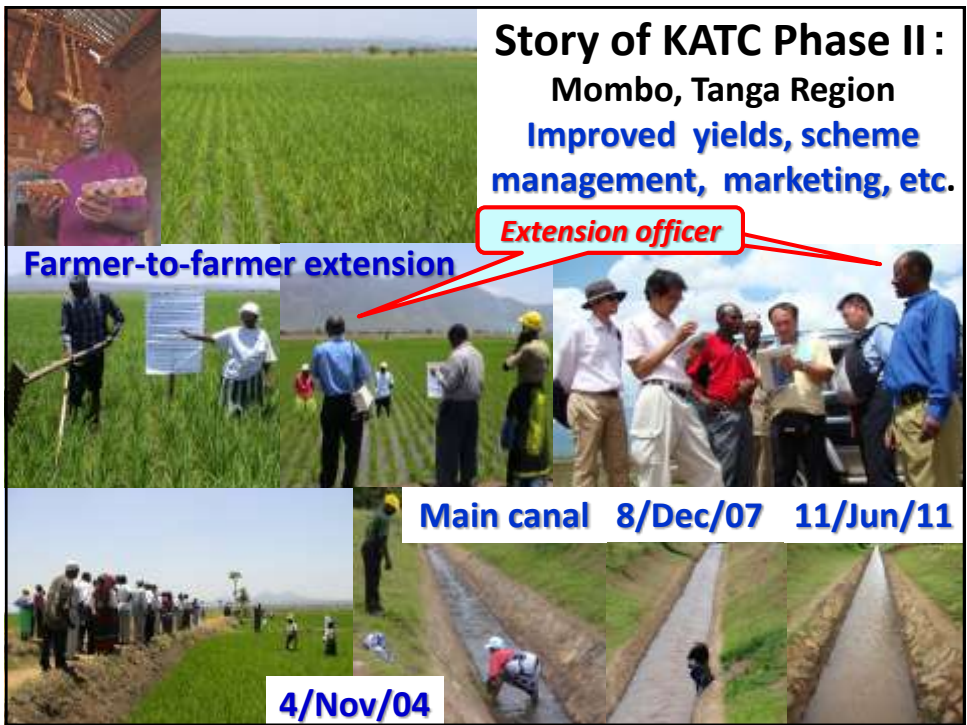 Story of KATC Phase II：
Mombo, Tanga Region
Improved yields, scheme
management, marketing, etc.
Extension officer
Farmer-to-farmer extension
Main canal 8/Dec/07 11/Jun/11
4/Nov/04